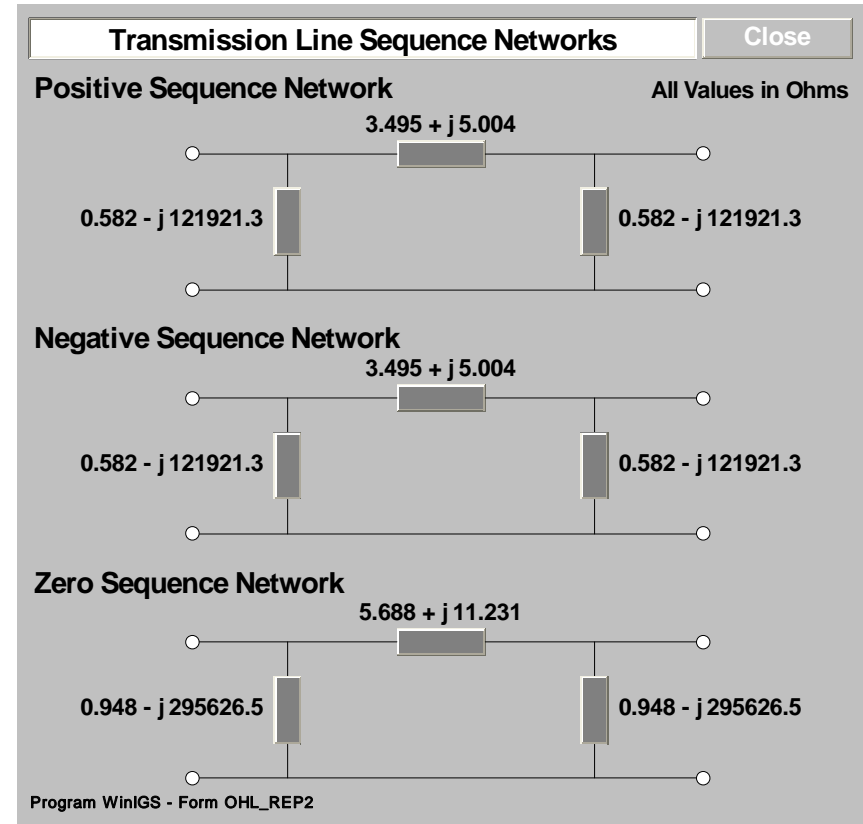 Transmission Line Sequence Networks
Close
Positive Sequence Network
All Values in Ohms
3.495 + j 5.004
0.582 - j 121921.3
0.582 - j 121921.3
Negative Sequence Network
3.495 + j 5.004
0.582 - j 121921.3
0.582 - j 121921.3
Zero Sequence Network
5.688 + j 11.231
0.948 - j 295626.5
0.948 - j 295626.5
Program WinIGS - Form OHL_REP2